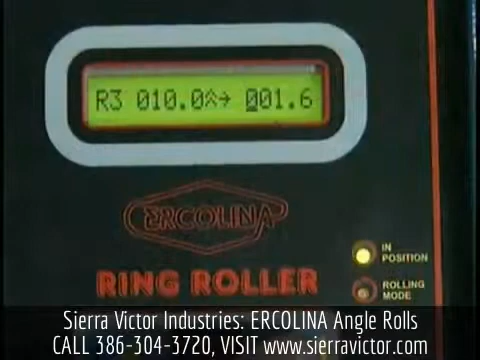 R3 010.0 → 001.6
ERCOLINA
RING ROLLER
IN
POSITION
ROLLING
MODE
Sierra Victor Industries: ERCOLINA Angle Rolls
CALL 386-304-3720, VISIT www.sierravictor.com